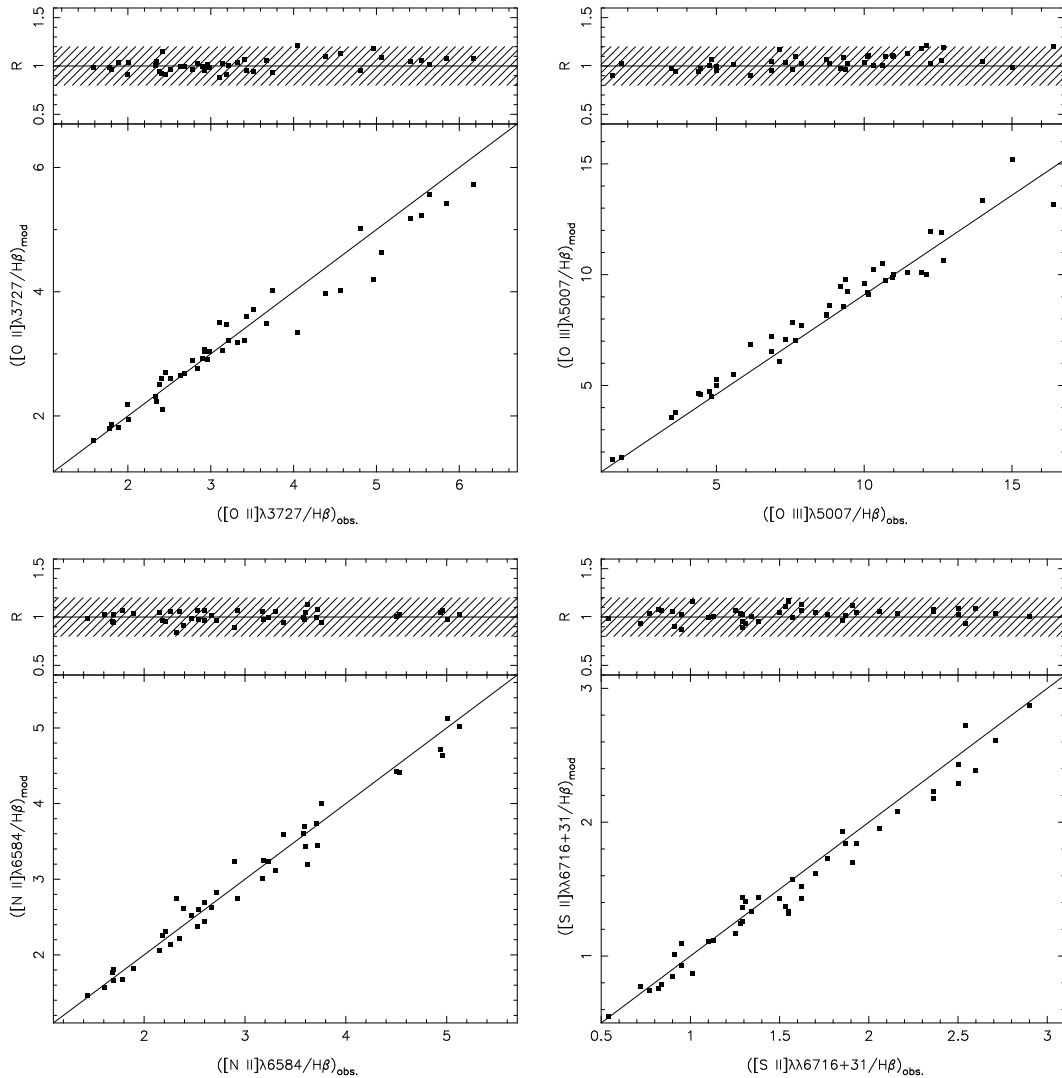 R
0.5 1 1.5
([O II]λ3727/Hβ)mod
2 4 6
2 3 4 5 6
([O II]λ3727/Hβ)obs.
R
0.5 1 1.5
([O III]λ5007/Hβ)mod
5 10 15
5 10 15
([O III]λ5007/Hβ)obs.
R
0.5 1 1.5
([N II]λ6584/Hβ)mod
2 3 4 5
2 3 4 5
([N II]λ6584/Hβ)obs.
R
0.5 1 1.5
([S II]λλ6716+31/Hβ)mod
1 2 3
0.5 1 1.5 2 2.5 3
([S II]λλ6716+31/Hβ)obs.